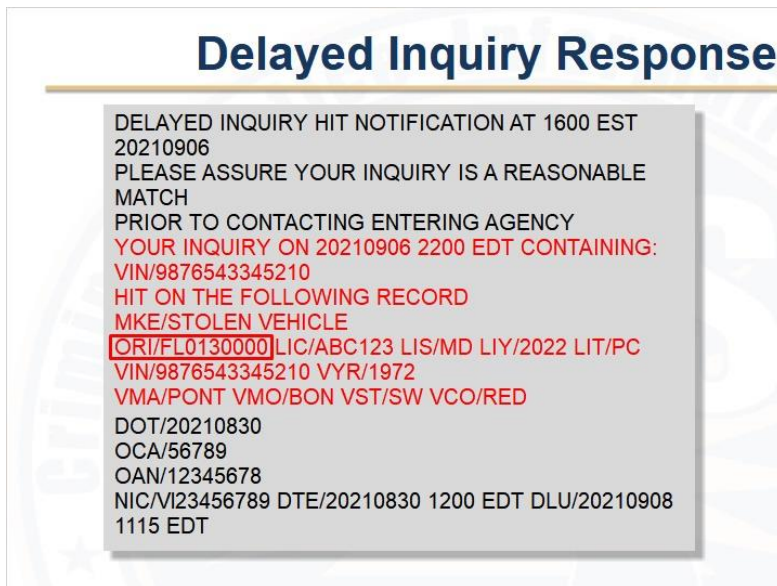 Delayed Inquiry Response
DELAYED INQUIRY HIT NOTIFICATION AT 1600 EST
20210906
PLEASE ASSURE YOUR INQUIRY IS A REASONABLE
MATCH
PRIOR TO CONTACTING ENTERING AGENCY
YOUR INQUIRY ON 20210906 2200 EDT CONTAINING:
VIN/9876543345210
HIT ON THE FOLLOWING RECORD
MKE/STOLEN VEHICLE
ORI/FL0130000 LIC/ABC123 LIS/MD LIY/2022 LIT/PC
VIN/9876543345210 VYR/1972
VMA/PONT VMO/BON VST/SW VCO/RED
DOT/20210830
OCA/56789
OAN/12345678
NIC/VI23456789 DTE/20210830 1200 EDT DLU/20210908
1115 EDT